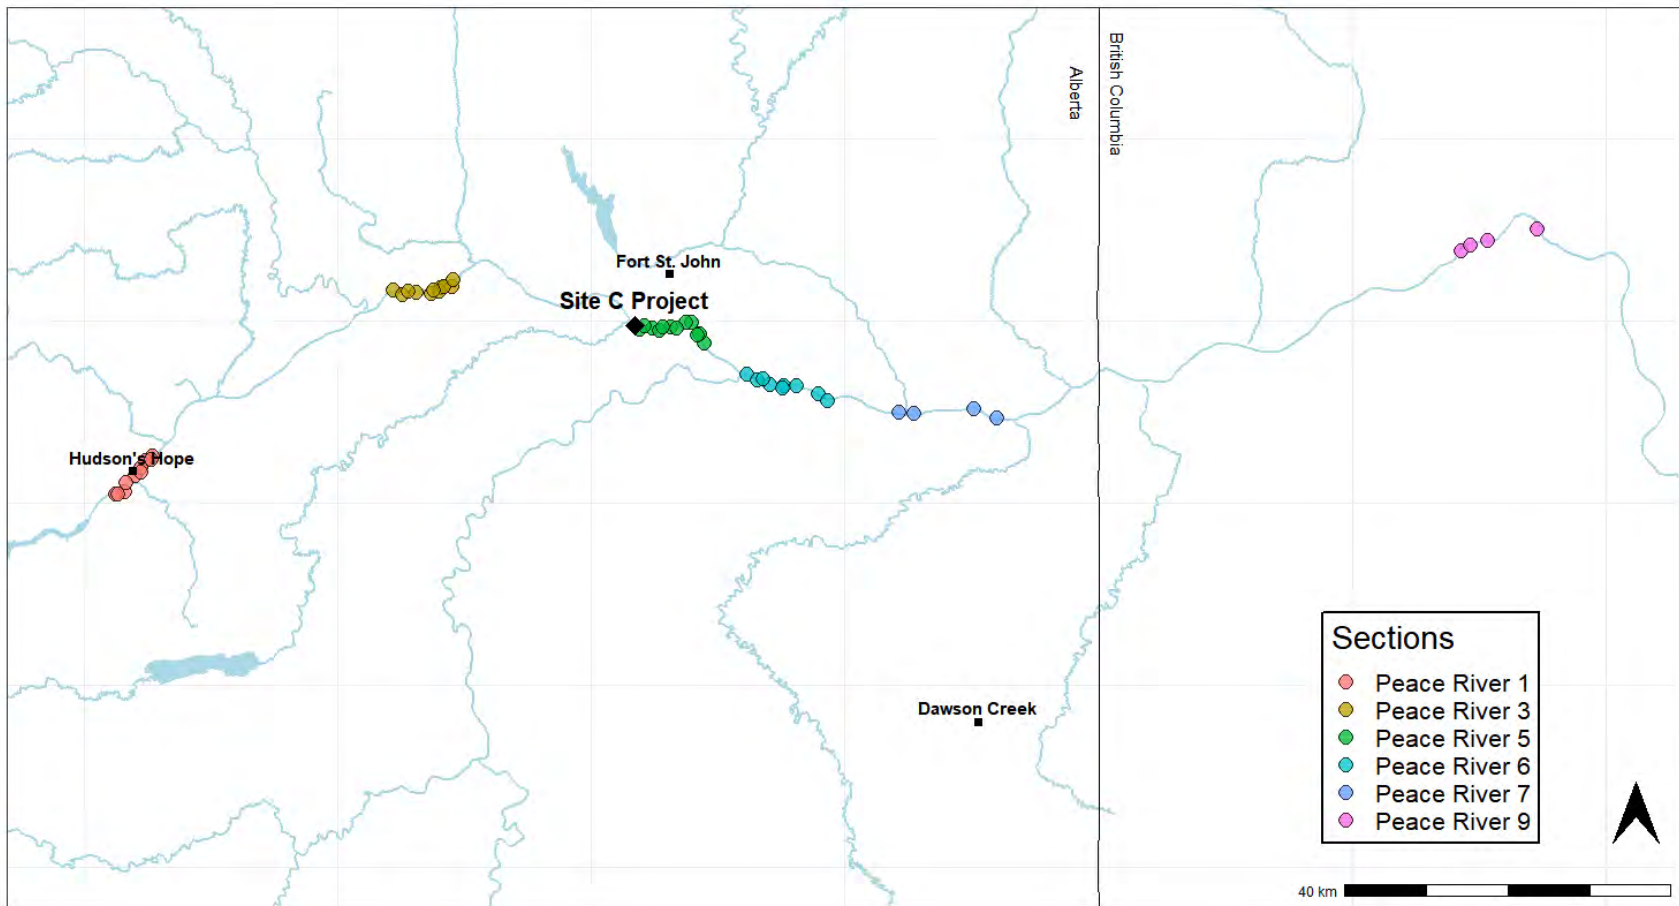 British Columbia
Alberta
Fort St. John
Site C Project
Hudson's Hope
Dawson Creek
Sections
Peace River 1
Peace River 3
Peace River 5
Peace River 6
Peace River 7
Peace River 9
40 km